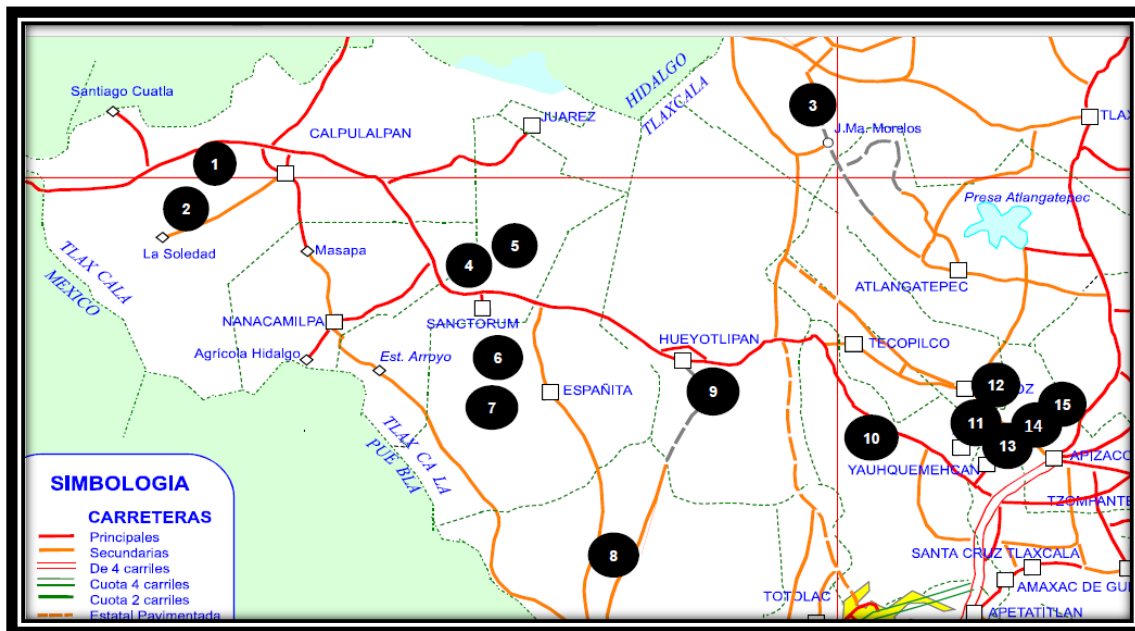 HIDALGO
TLAXCALA
Santiago Cuatla
3
JUAREZ
TLAX
CALPULALPAN
J.Ma. Morelos
1
2
Presa Atlangatepec
La Soledad
Masapa
4
5
TLAX CALA
MEXICO
ATLANGATEPEC
NANACAMILPA
SANCTORUM
HUEYOTLIPAN
TECOPILCO
Agrícola Hidalgo
Est. Arroyo
6
ESPAÑITA
9
12
OZ
7
11
15
14
10
13
TLAX CA LA
PUE BLA
YAUHQUEMEHCAN
APIZACO
SIMBOLOGIA
CARRETERAS
Principales
Secundarias
De 4 carriles
Cuota 4 carriles
Cuota 2 carriles
Estatal Pavimentada
8
TZOMPANTE
SANTA CRUZ TLAXCALA
AMAXAC DE GU
TOTOLAC
APETATITLAN